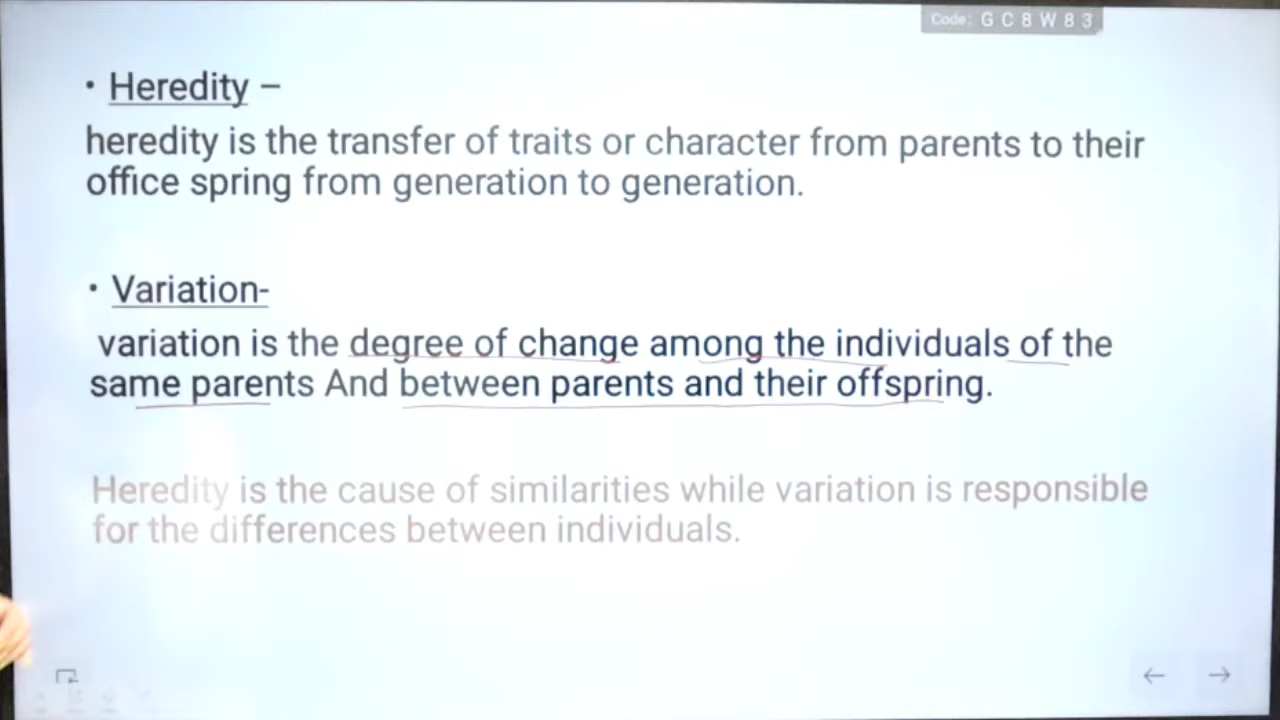 Code: G C 8 W 8 3
• Heredity –
heredity is the transfer of traits or character from parents to their
office spring from generation to generation.
• Variation-
variation is the degree of change among the individuals of the
same parents And between parents and their offspring.
Heredity is the cause of similarities while variation is responsible
for the differences between individuals.